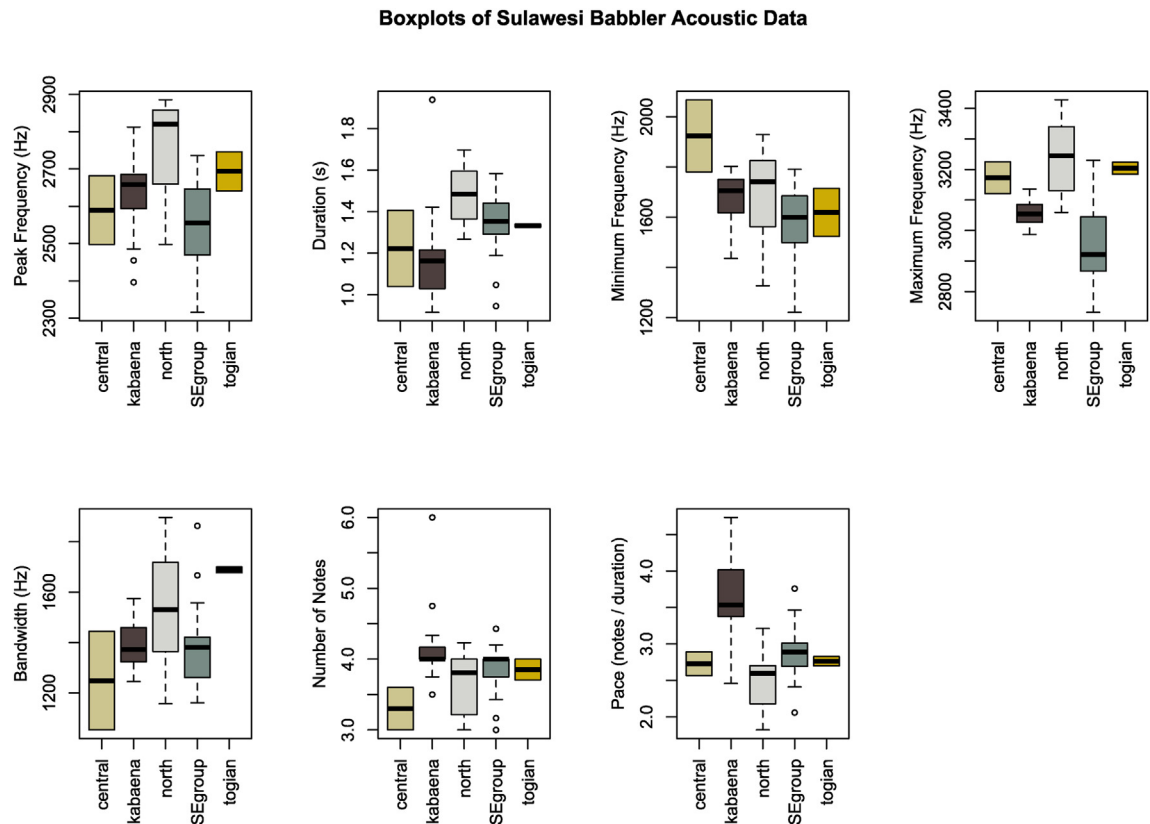 Boxplots of Sulawesi Babbler Acoustic Data
Peak Frequency (Hz)
2300 2500 2700 2900
central kabaena north SEgroup togian
Duration (s)
1.0 1.2 1.4 1.6 1.8
central kabaena north SEgroup togian
Minimum Frequency (Hz)
1200 1600 2000
central kabaena north SEgroup togian
Maximum Frequency (Hz)
2800 3000 3200 3400
central kabaena north SEgroup togian
Bandwidth (Hz)
1200 1600
central kabaena north SEgroup togian
Number of Notes
3.0 4.0 5.0 6.0
central kabaena north SEgroup togian
Pace (notes / duration)
2.0 3.0 4.0
central kabaena north SEgroup togian